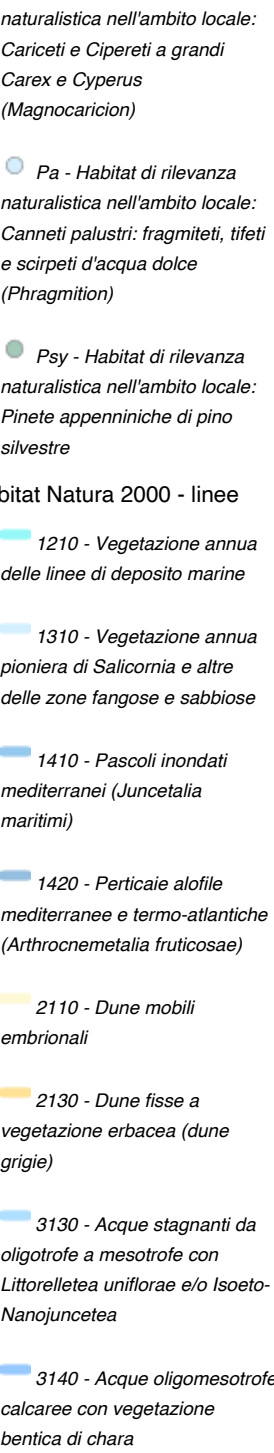 naturalistica nell'ambito locale:
Cariceti e Cipereti a grandi
Carex e Cyperus
(Magnocaricion)
Pa - Habitat di rilevanza
naturalistica nell'ambito locale:
Canneti palustri: fragmiteti, tifeti
e scirpeti d'acqua dolce
(Phragmition)
Psy - Habitat di rilevanza
naturalistica nell'ambito locale:
Pinete appenniniche di pino
silvestre
bitat Natura 2000 - linee
1210 - Vegetazione annua
delle linee di deposito marine
1310 - Vegetazione annua
pioniera di Salicornia e altre
delle zone fangose e sabbiose
1410 - Pascoli inondati
mediterranei (Juncetalia
maritimi)
1420 - Perticaie alofile
mediterranee e termo-atlantiche
(Arthrocnemetalia fruticosae)
2110 - Dune mobili
embrionali
2130 - Dune fisse a
vegetazione erbacea (dune
grigie)
3130 - Acque stagnanti da
oligotrofe a mesotrofe con
Littorelletea uniflorae e/o Isoeto-
Nanojuncetea
3140 - Acque oligomesotrofe
calcaree con vegetazione
bentica di chara